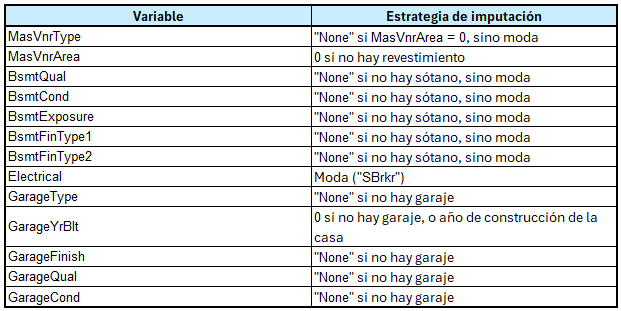 Variable Estrategia de imputación
MasVnrType "None" si MasVnrArea = 0, sino moda
MasVnrArea 0 si no hay revestimiento
BsmtQual "None" si no hay sótano, sino moda
BsmtCond "None" si no hay sótano, sino moda
BsmtExposure "None" si no hay sótano, sino moda
BsmtFinType1 "None" si no hay sótano, sino moda
BsmtFinType2 "None" si no hay sótano, sino moda
Electrical Moda ("SBrkr")
GarageType "None" si no hay garaje
GarageYrBlt 0 si no hay garaje, o año de construcción de la
casa
GarageFinish "None" si no hay garaje
GarageQual "None" si no hay garaje
GarageCond "None" si no hay garaje